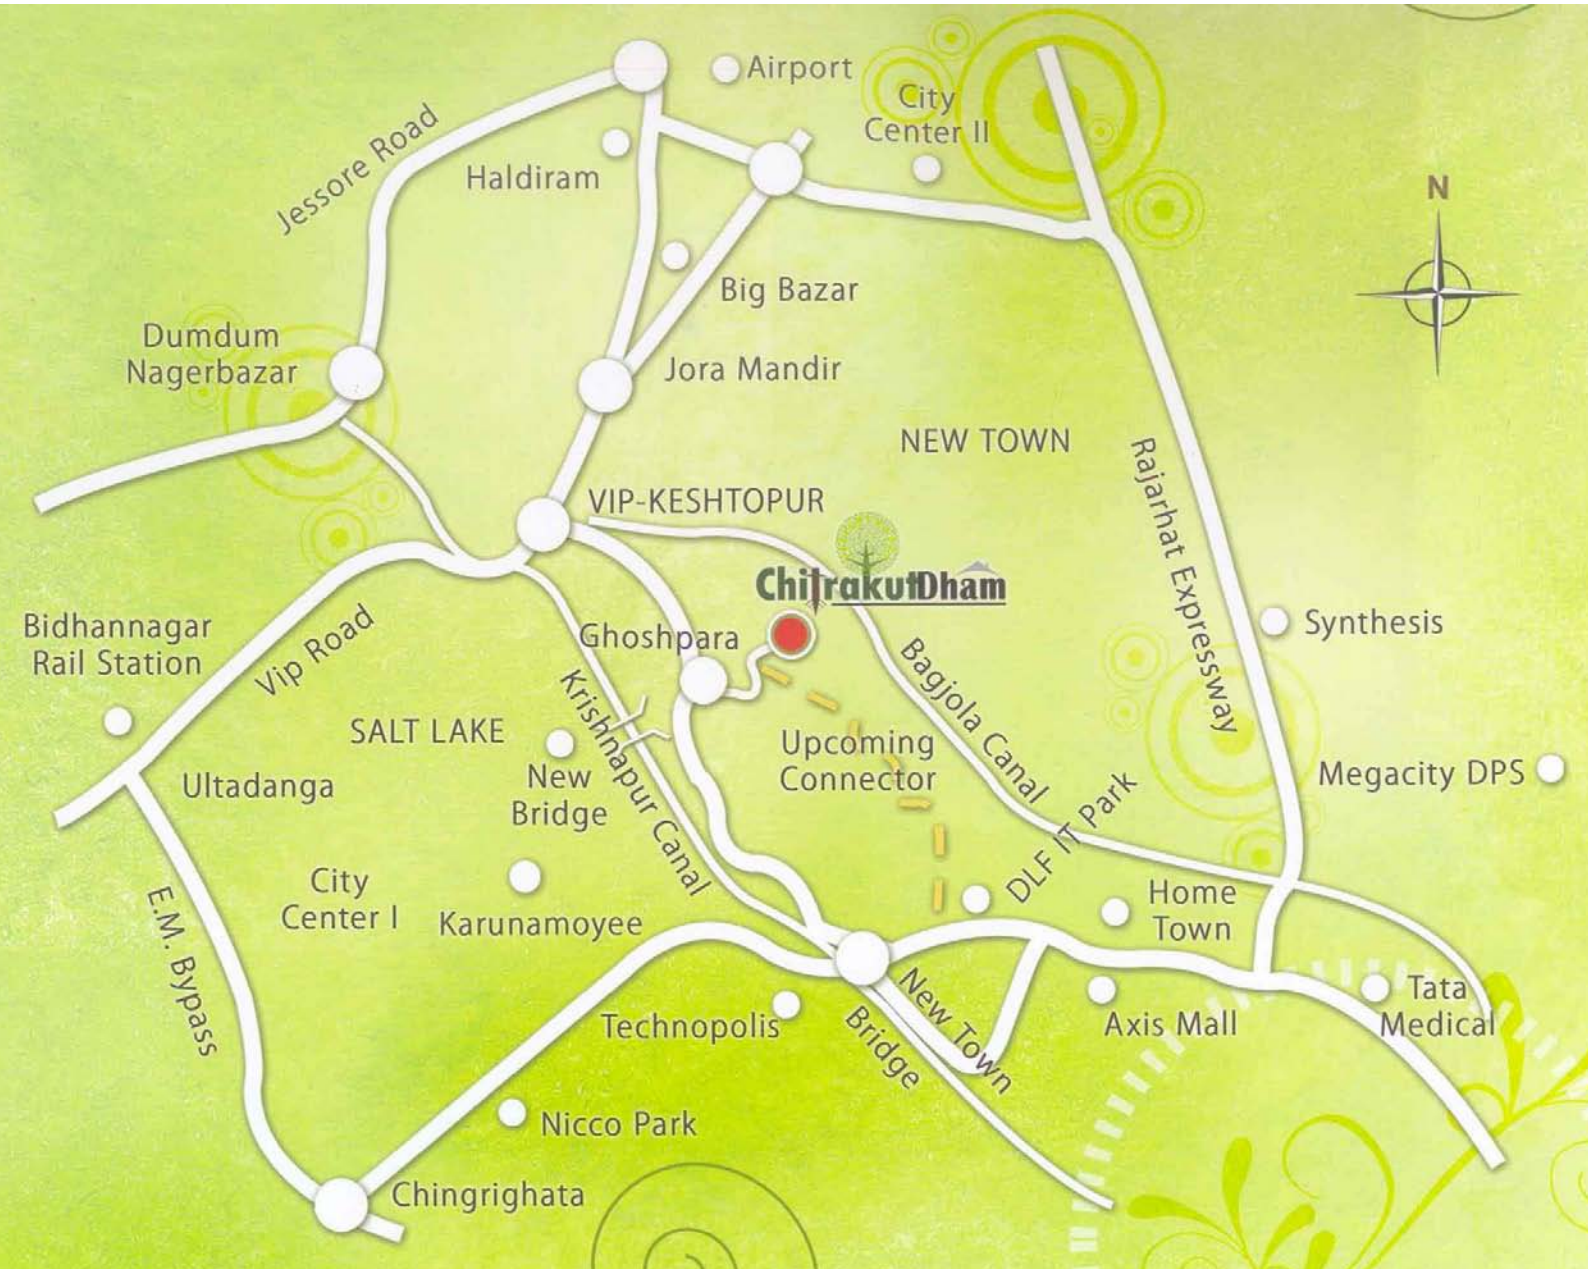 Airport
City
Center II
Jessore Road
Haldiram
N
Big Bazar
Dumdum
Nagerbazar
Jora Mandir
NEW TOWN
Rajarhat Expressway
VIP-KESHTOPUR
ChitrakutDham
Bidhannagar
Rail Station
Vip Road
Ghoshpara
Synthesis
Krishnapur Canal
Bagjola Canal
SALT LAKE
New
Bridge
Upcoming
Connector
Megacity DPS
Ultadanga
DLF IT Park
City
Center I
Karunamoyee
Home
Town
E.M. Bypass
Technopolis
New Town
Bridge
Axis Mall
Tata
Medical
Nicco Park
Chingrighata